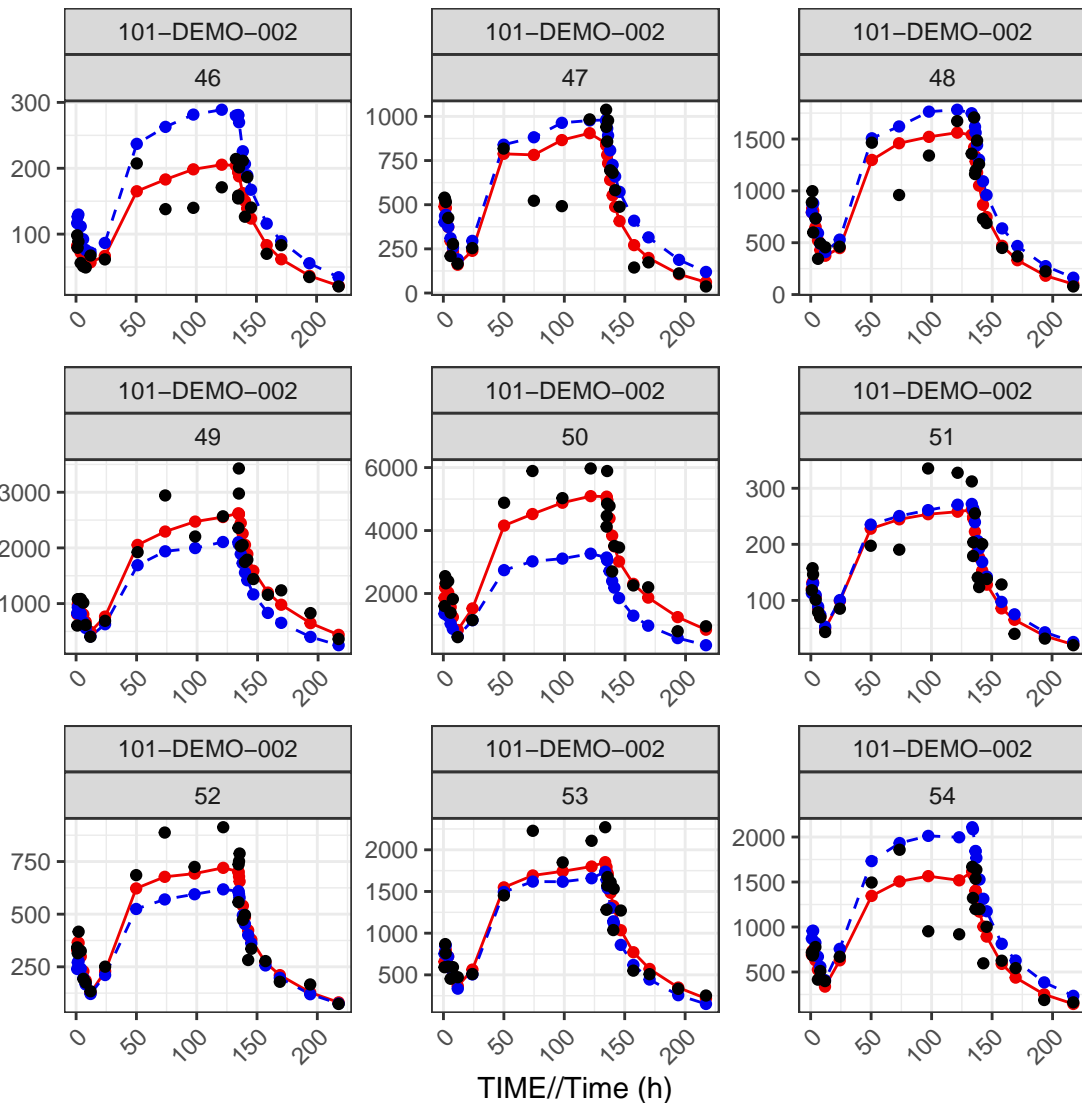 101−DEMO−002 101−DEMO−002 101−DEMO−002
46 47 48
300 200 100
1000 750 500 250 0
1500 1000 500 0
0 50 100 150 200 0 50 100 150 200 0 50 100 150 200
101−DEMO−002 101−DEMO−002 101−DEMO−002
49 50 51
3000 2000 1000
6000 4000 2000
300 200 100
0 50 100 150 200 0 50 100 150 200 0 50 100 150 200
101−DEMO−002 101−DEMO−002 101−DEMO−002
52 53 54
750 500 250
2000 1500 1000 500
2000 1500 1000 500
0 50 100 150 200 0 50 100 150 200 0 50 100 150 200
TIME//Time (h)